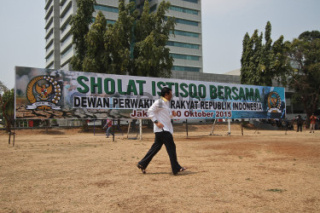 SHOLAT ISTISQO BERSAMA
DEWAN PERWAKILAN RAKYAT REPUBLIK INDONESIA
Oktober 2015